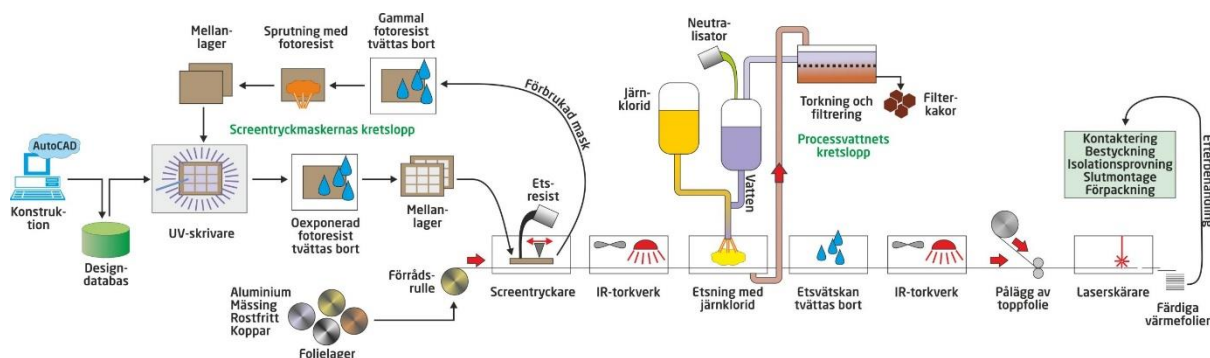 Mellan-
lager
Sprutning med
fotoresist
Gammal
fotoresist
tvättas bort
Förbrukad mask
Screentryckmaskernas kretslopp
AutoCAD
Konstruk-
tion
Design-
databas
UV-skrivare
Oexponerad
fotoresist
tvättas bort
Mellan-
lager
Ets-
resist
Neutra-
lisator
Järn-
klorid
Vatten
Torkning och
filtrering
Filter-
kakor
Processvattnets
kretslopp
Kontaktering
Bestyckning
Isolationsprovning
Slutmontage
Förpackning
Efterbehandling
Aluminium
Mässing
Rostfritt
Koppar
Folielager
Förråds-
rulle
Screentryckare
IR-torkverk
Etsning med
järnklorid
Etsvätskan
tvättas bort
IR-torkverk
Pålägg av
toppfolie
Laserskärare
Färdiga
värmefolier